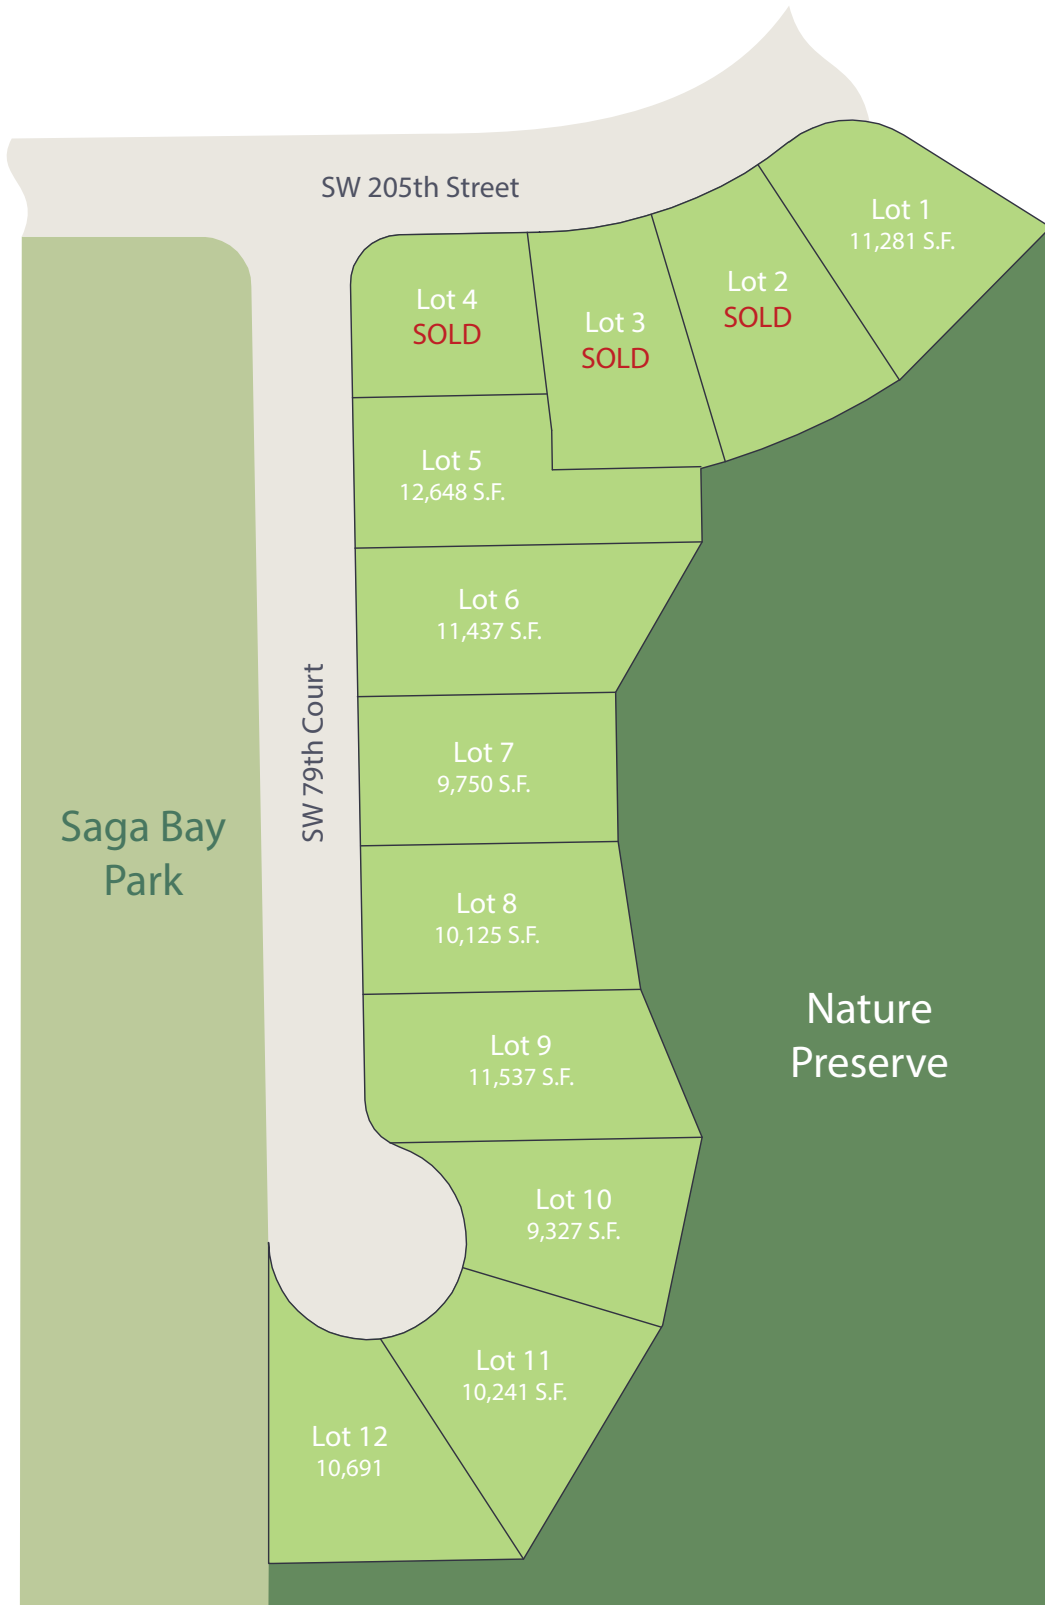 SW 205th Street
Lot 1
11,281 S.F.
Lot 2
SOLD
Lot 3
SOLD
Lot 4
SOLD
Lot 5
12,648 S.F.
Lot 6
11,437 S.F.
Lot 7
9,750 S.F.
SW 79th Court
Saga Bay
Park
Lot 8
10,125 S.F.
Nature
Preserve
Lot 9
11,537 S.F.
Lot 10
9,327 S.F.
Lot 11
10,241 S.F.
Lot 12
10,691